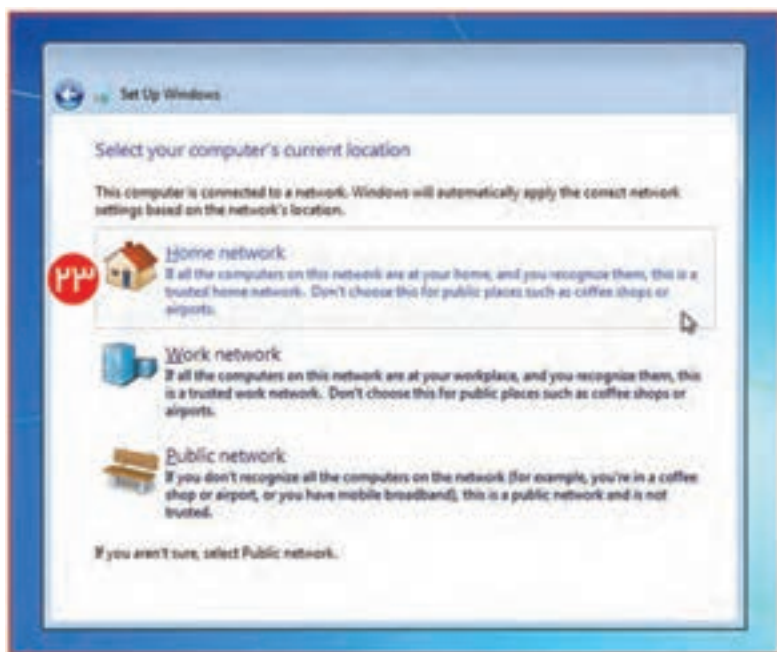 Set Up Windows
Select your computer's current location
This computer is connected to a network. Windows will automatically apply the correct network
settings based on the network's location.
Home network
If all the computers on this network are at your home, and you recognize them, this is a
trusted home network. Don't choose this for public places such as coffee shops or
airports.
۲۳
Work network
If all the computers on this network are at your workplace, and you recognize them, this
is a trusted work network. Don't choose this for public places such as coffee shops or
airports.
Public network
If you don't recognize all the computers on the network (for example, you're in a coffee
shop or airport, or you have mobile broadband), this is a public network and is not
trusted.
If you aren't sure, select Public network.